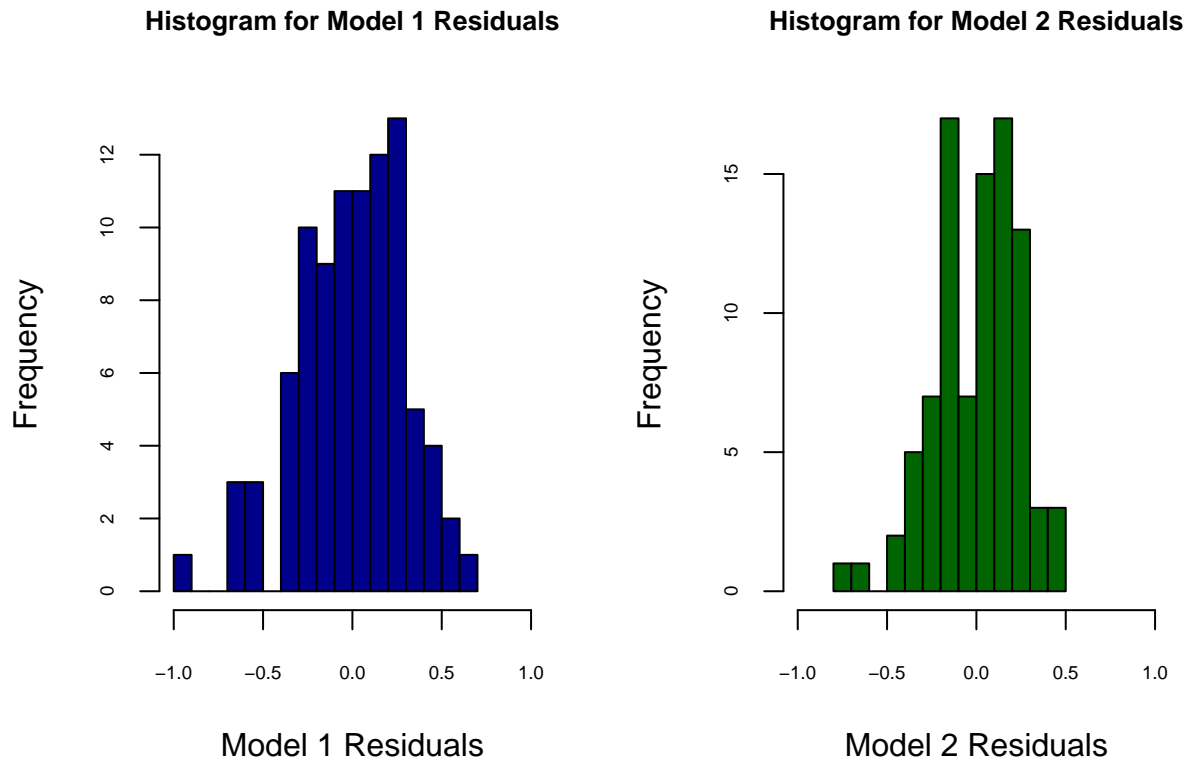 Histogram for Model 1 Residuals
Frequency
12
10
8
6
4
2
0
−1.0 −0.5 0.0 0.5 1.0
Model 1 Residuals
Histogram for Model 2 Residuals
Frequency
15
10
5
0
−1.0 −0.5 0.0 0.5 1.0
Model 2 Residuals